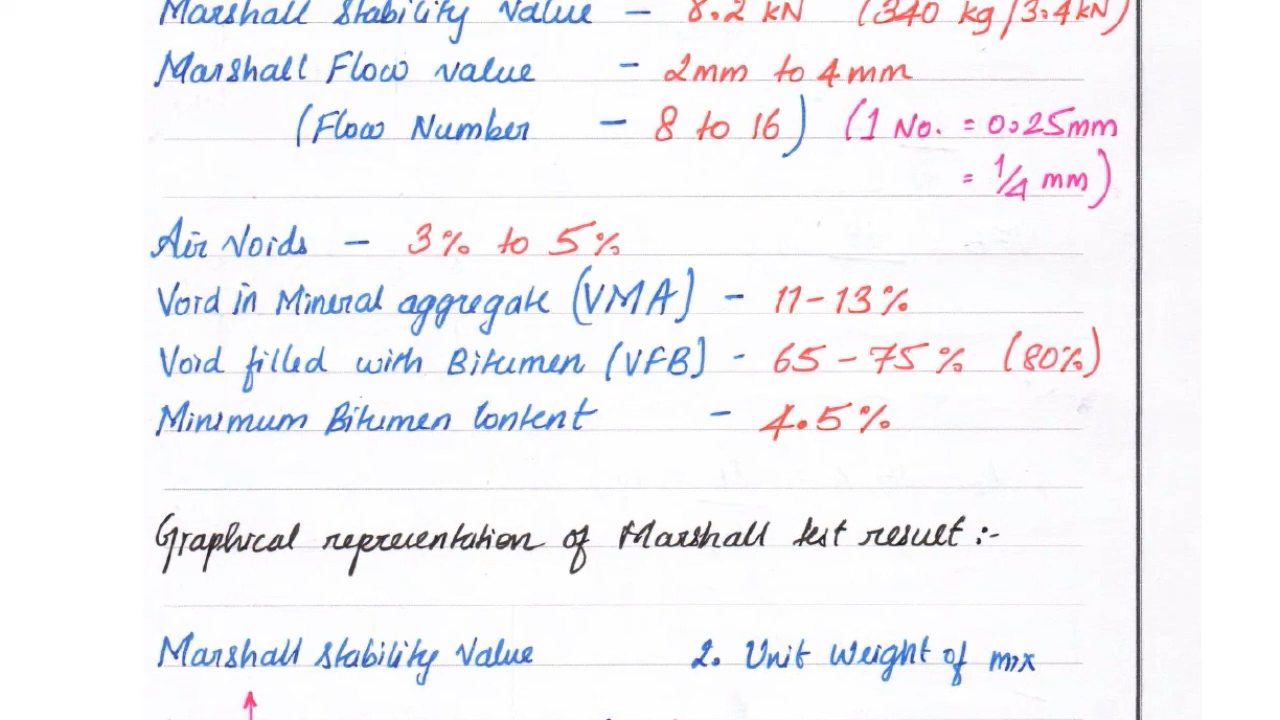 Marshall Stability Value - 8.2 kN (340 kg/3.4kN)
Marshall Flow value - 2mm to 4mm
(Flow Number - 8 to 16) (1 No. = 0.25mm
= 1/4 mm)
Air Voids - 3% to 5%
Void in Mineral aggregate (VMA) - 11-13%
Void filled with Bitumen (VFB) - 65-75% (80%)
Minimum Bitumen Content - 4.5%
Graphical representation of Marshall test result :-
Marshall Stability Value 2. Unit Weight of mix